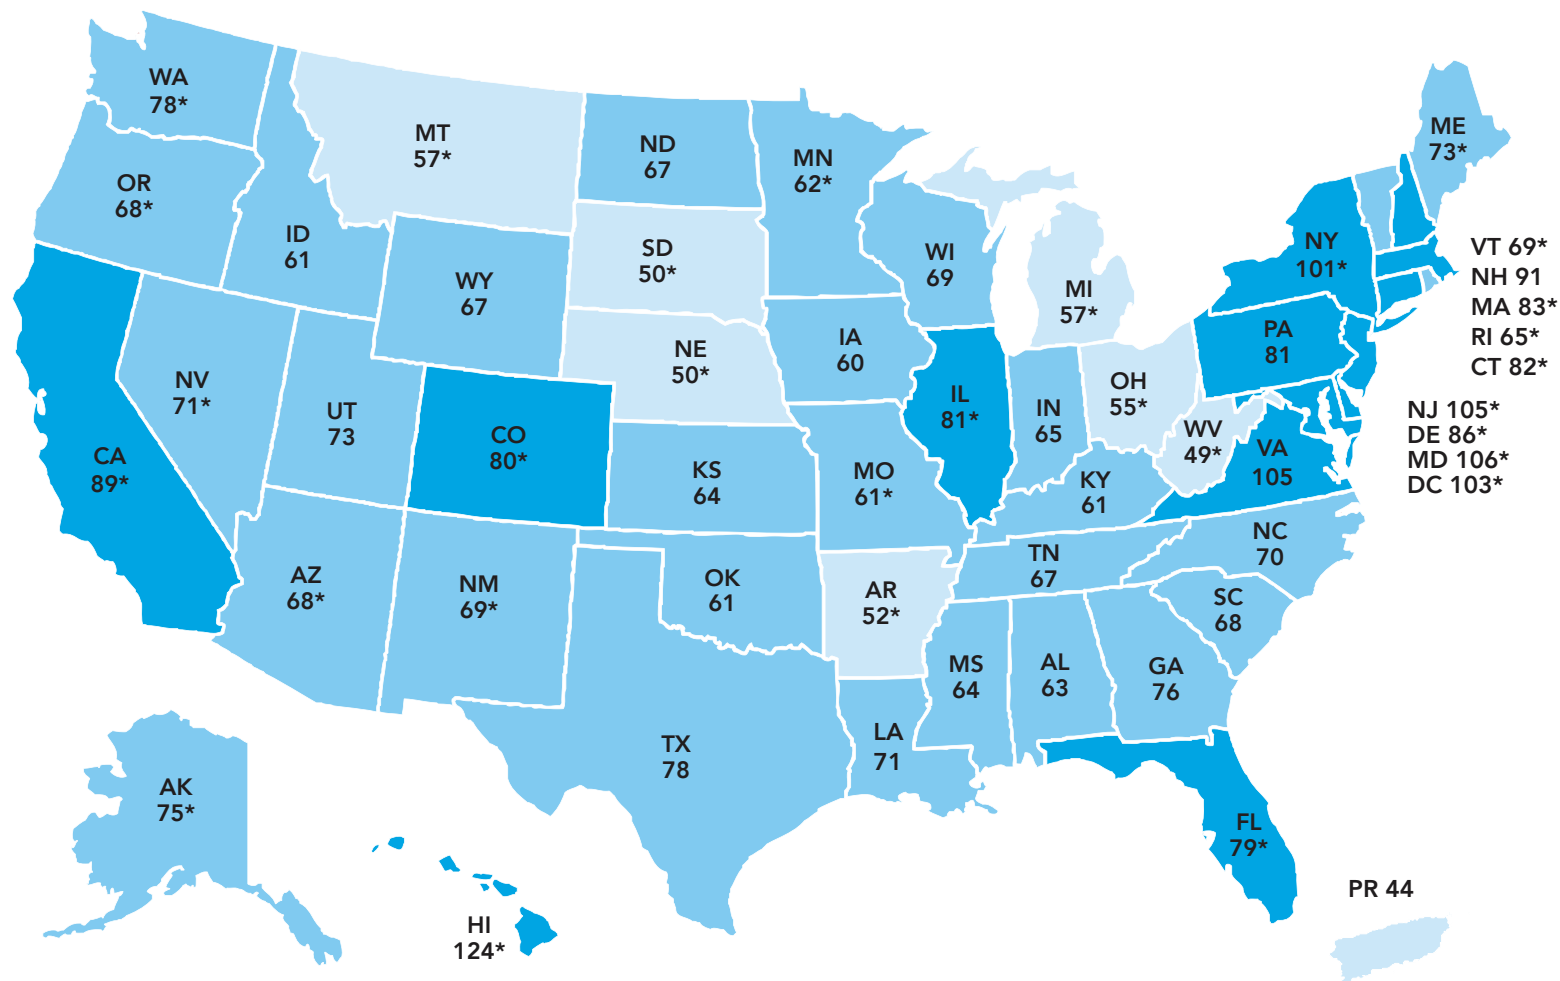 WA
78*
MT
57*
ND
67
MN
62*
ME
73*
OR
68*
ID
61
SD
50*
WI
69
NY
101*
VT 69*
NH 91
MA 83*
RI 65*
CT 82*
WY
67
MI
57*
PA
81
NE
50*
IA
60
NV
71*
UT
73
CO
80*
IL
81*
IN
65
OH
55*
WV
49*
VA
105
NJ 105*
DE 86*
MD 106*
DC 103*
CA
89*
KS
64
MO
61*
KY
61
NC
70
TN
67
AZ
68*
NM
69*
OK
61
AR
52*
SC
68
MS
64
AL
63
GA
76
TX
78
LA
71
AK
75*
FL
79*
HI
124*
PR 44